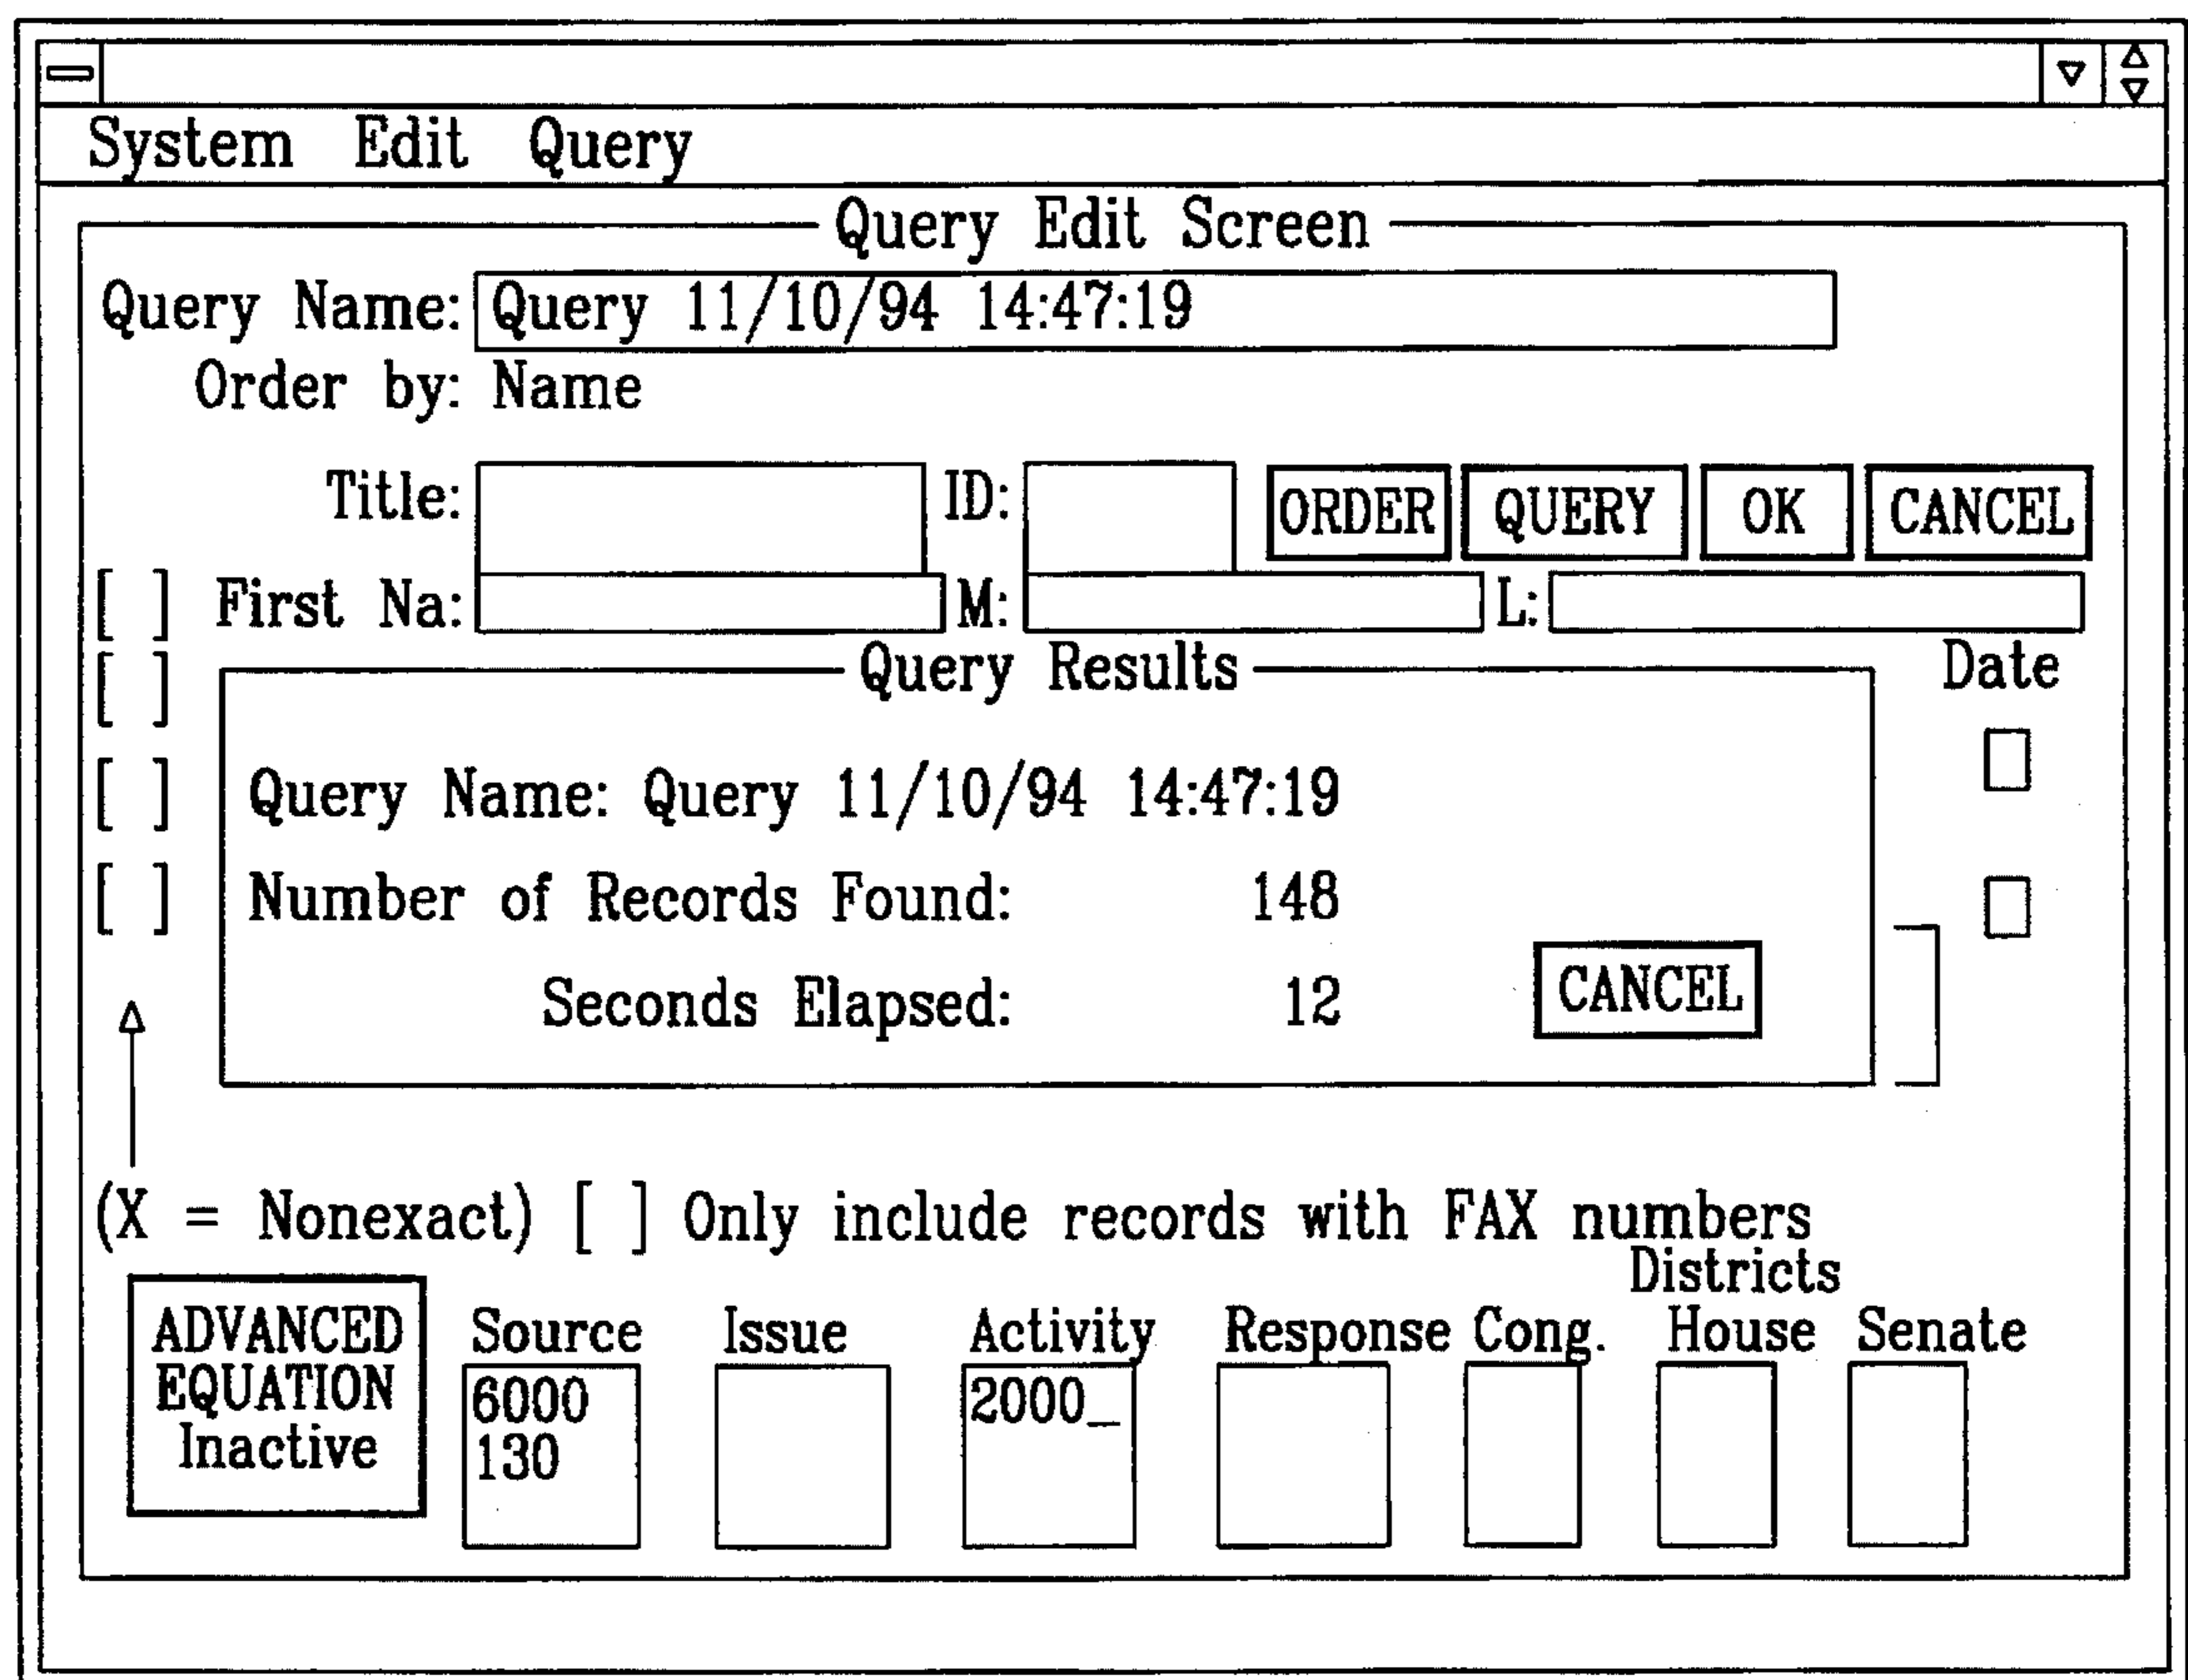 System Edit Query
Query Edit Screen
Query Name: Query 11/10/94 14:47:19
Order by: Name
Title: ID: ORDER QUERY OK CANCEL
[ ] First Na: M: L:
[ ] Query Results Date
[ ] Query Name: Query 11/10/94 14:47:19
[ ] Number of Records Found: 148
Seconds Elapsed: 12 CANCEL
(X = Nonexact) [ ] Only include records with FAX numbers
Districts
ADVANCED Source Issue Activity Response Cong. House Senate
EQUATION 6000 2000_
Inactive 130